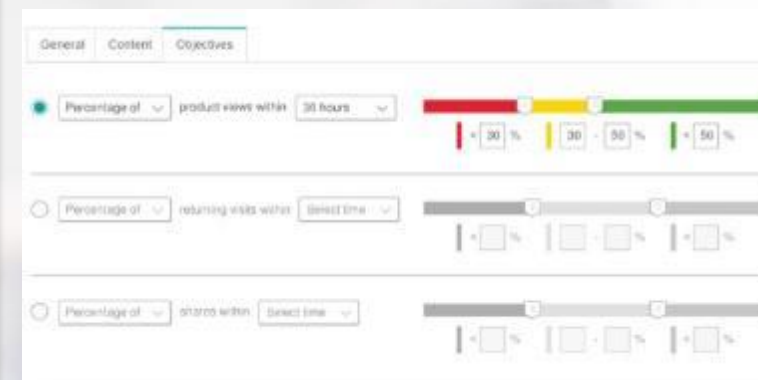 General Content Objectives
Percentage of product views within 36 hours
< 30 % 30 - 50 % < 50 %
Percentage of returning visits within Select time
< % - % < %
Percentage of shares within Select time
< % - % < %